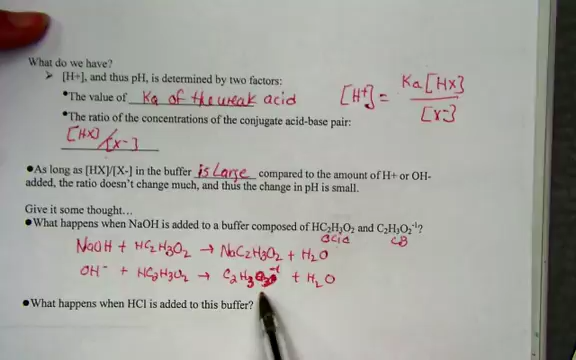 What do we have?
➤ [H+], and thus pH, is determined by two factors:
•The value of Ka of the weak acid
[H+] = Ka[HX] / [X-]
•The ratio of the concentrations of the conjugate acid-base pair:
[HX]/[X-]
●As long as [HX]/[X-] in the buffer is Large compared to the amount of H+ or OH-
added, the ratio doesn't change much, and thus the change in pH is small.
Give it some thought…
●What happens when NaOH is added to a buffer composed of HC2H3O2 and C2H3O2⁻¹?
acid CB
NaOH + HC2H3O2 → NaC2H3O2 + H2O
OH⁻ + HC2H3O2 → C2H3O2⁻¹ + H2O
●What happens when HCl is added to this buffer?